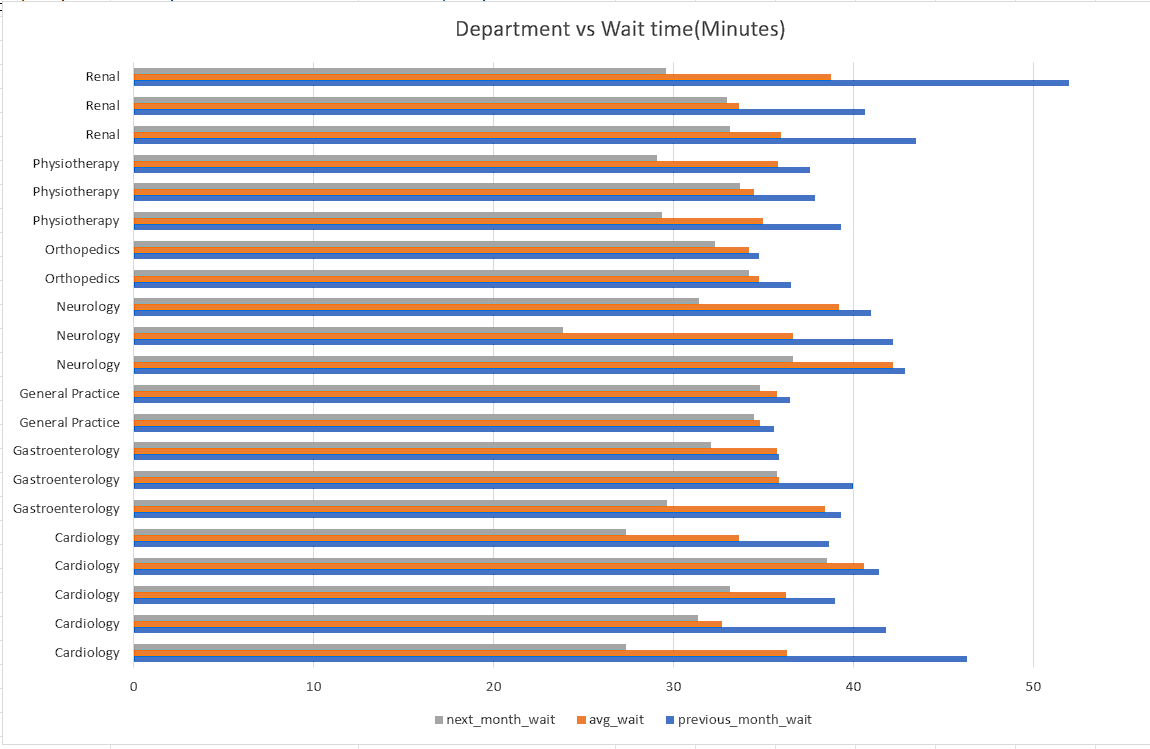 Department vs Wait time(Minutes)
Renal
Renal
Renal
Physiotherapy
Physiotherapy
Physiotherapy
Orthopedics
Orthopedics
Neurology
Neurology
Neurology
General Practice
General Practice
Gastroenterology
Gastroenterology
Gastroenterology
Cardiology
Cardiology
Cardiology
Cardiology
Cardiology
0 10 20 30 40 50
next_month_wait avg_wait previous_month_wait